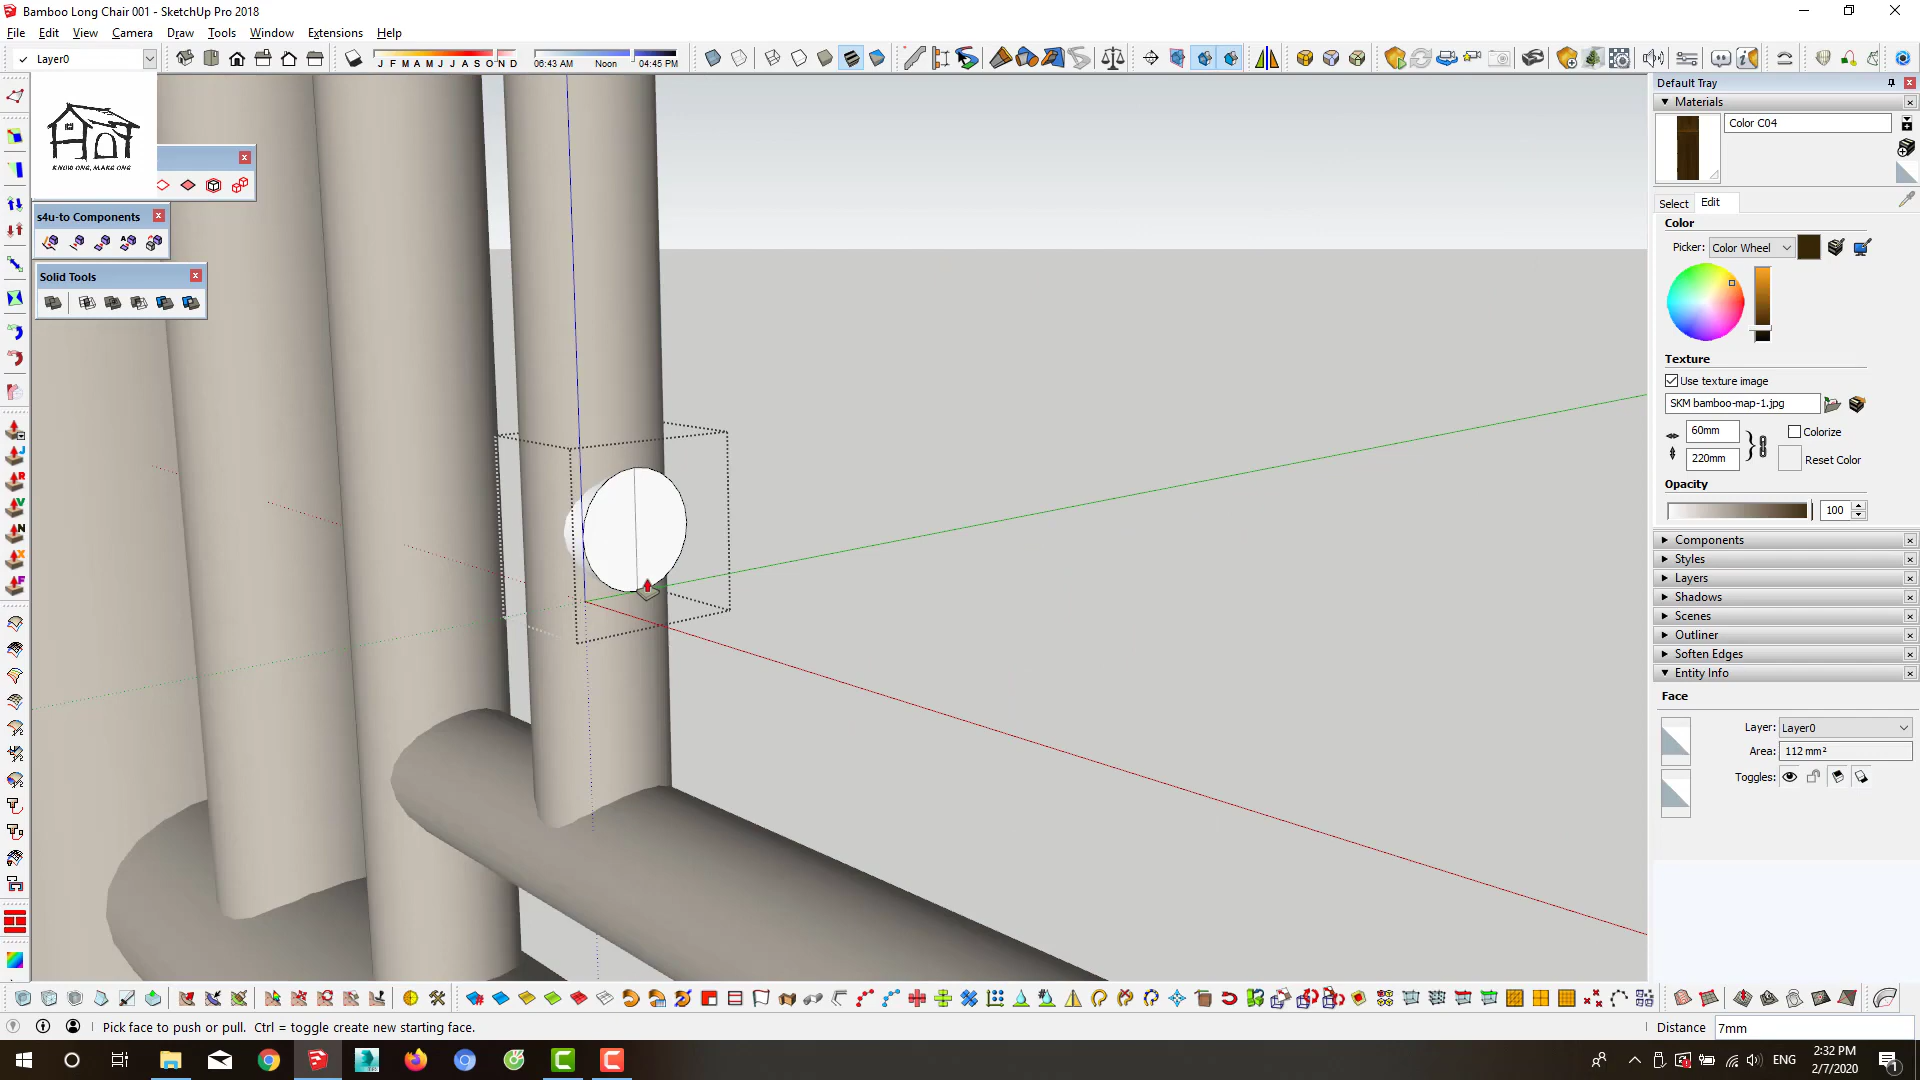 Bamboo Long Chair 001 - SketchUp Pro 2018
File Edit View Camera Draw Tools Window Extensions Help
Layer0
J F M A M J J A S O N D
06:43 AM Noon 04:45 PM
Default Tray
Materials
Color C04
KNOW ONE, MAKE ONE
s4u-to Components
Solid Tools
Select Edit
Color
Picker: Color Wheel
Texture
Use texture image
SKM bamboo-map-1.jpg
60mm
Colorize
220mm
Reset Color
Opacity
100
Components
Styles
Layers
Shadows
Scenes
Outliner
Soften Edges
Entity Info
Face
Layer: Layer0
Area: 112 mm²
Toggles:
J
R
V
N
X
F
Pick face to push or pull. Ctrl = toggle create new starting face.
Distance 7mm
ENG
2:32 PM
2/7/2020